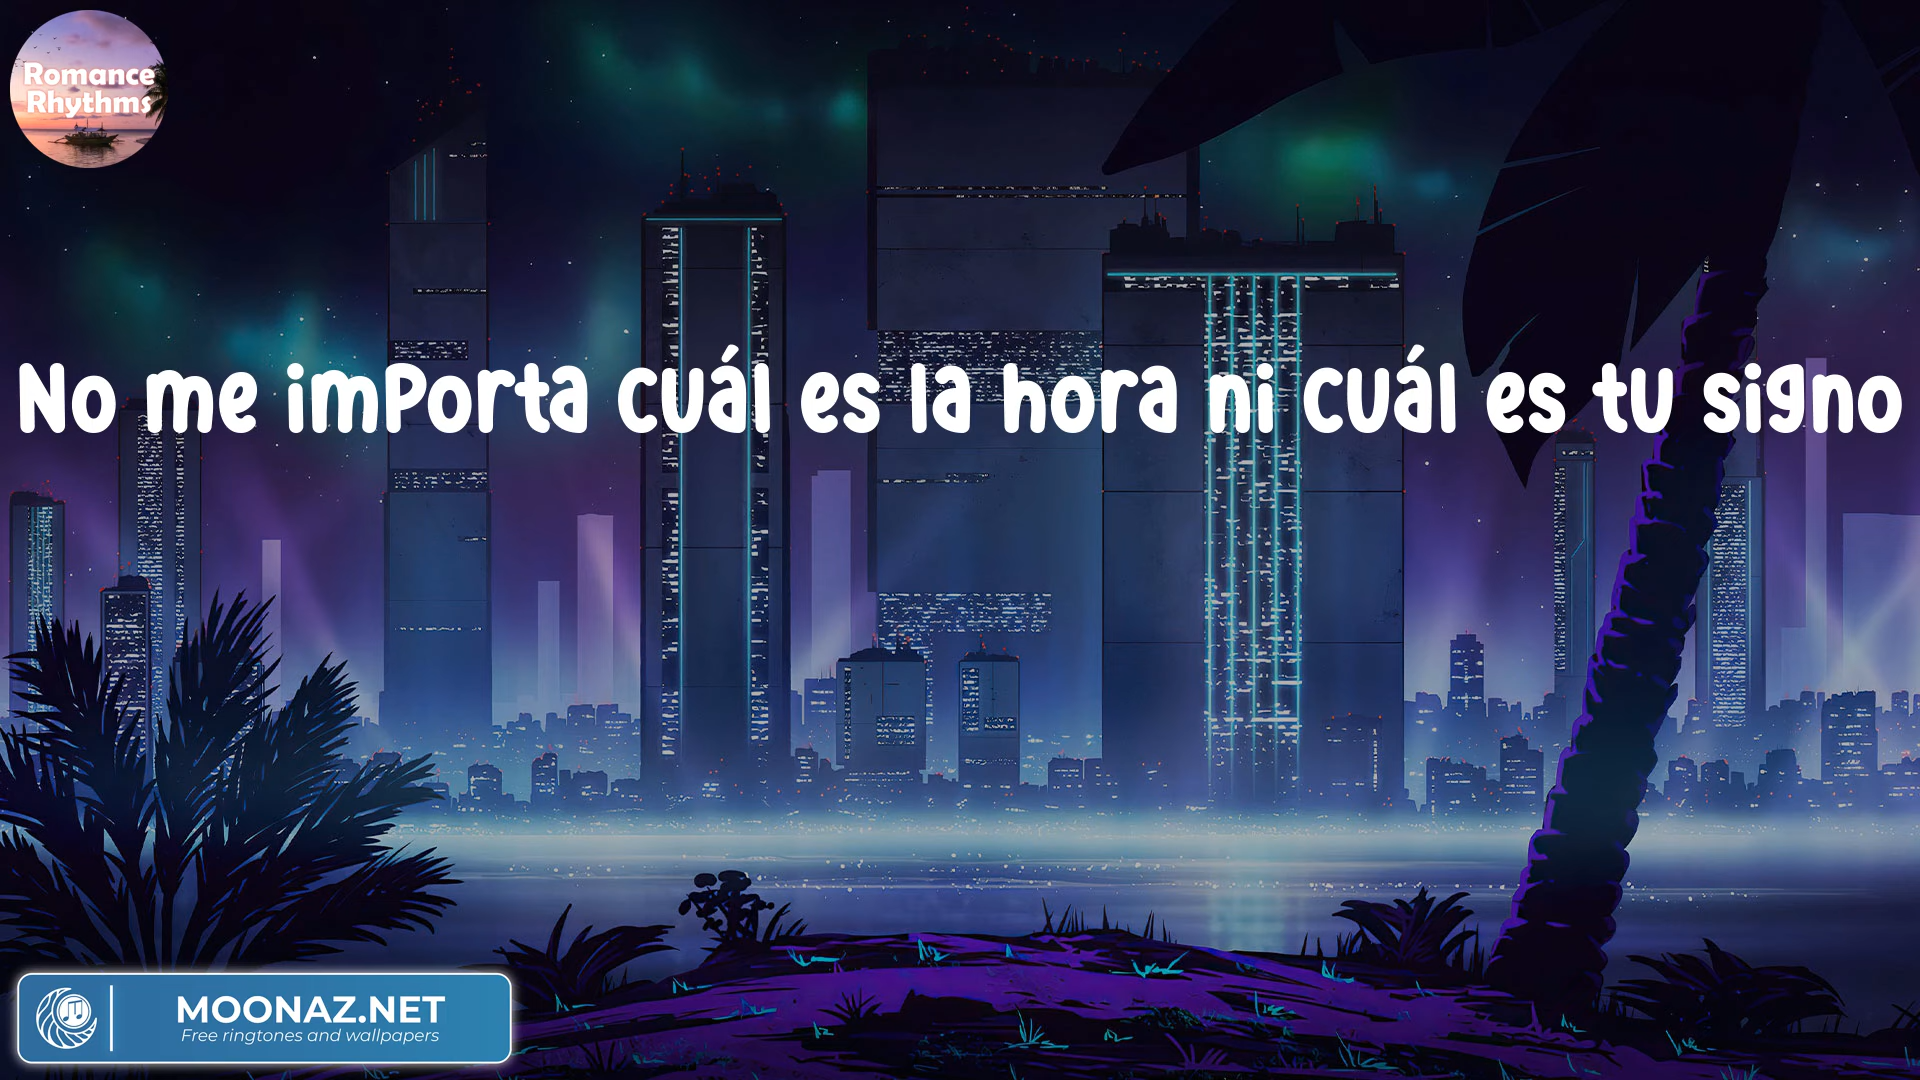 Romance
Rhythms
No me importa cuál es la hora ni cuál es tu signo
MOONAZ.NET
Free ringtones and wallpapers